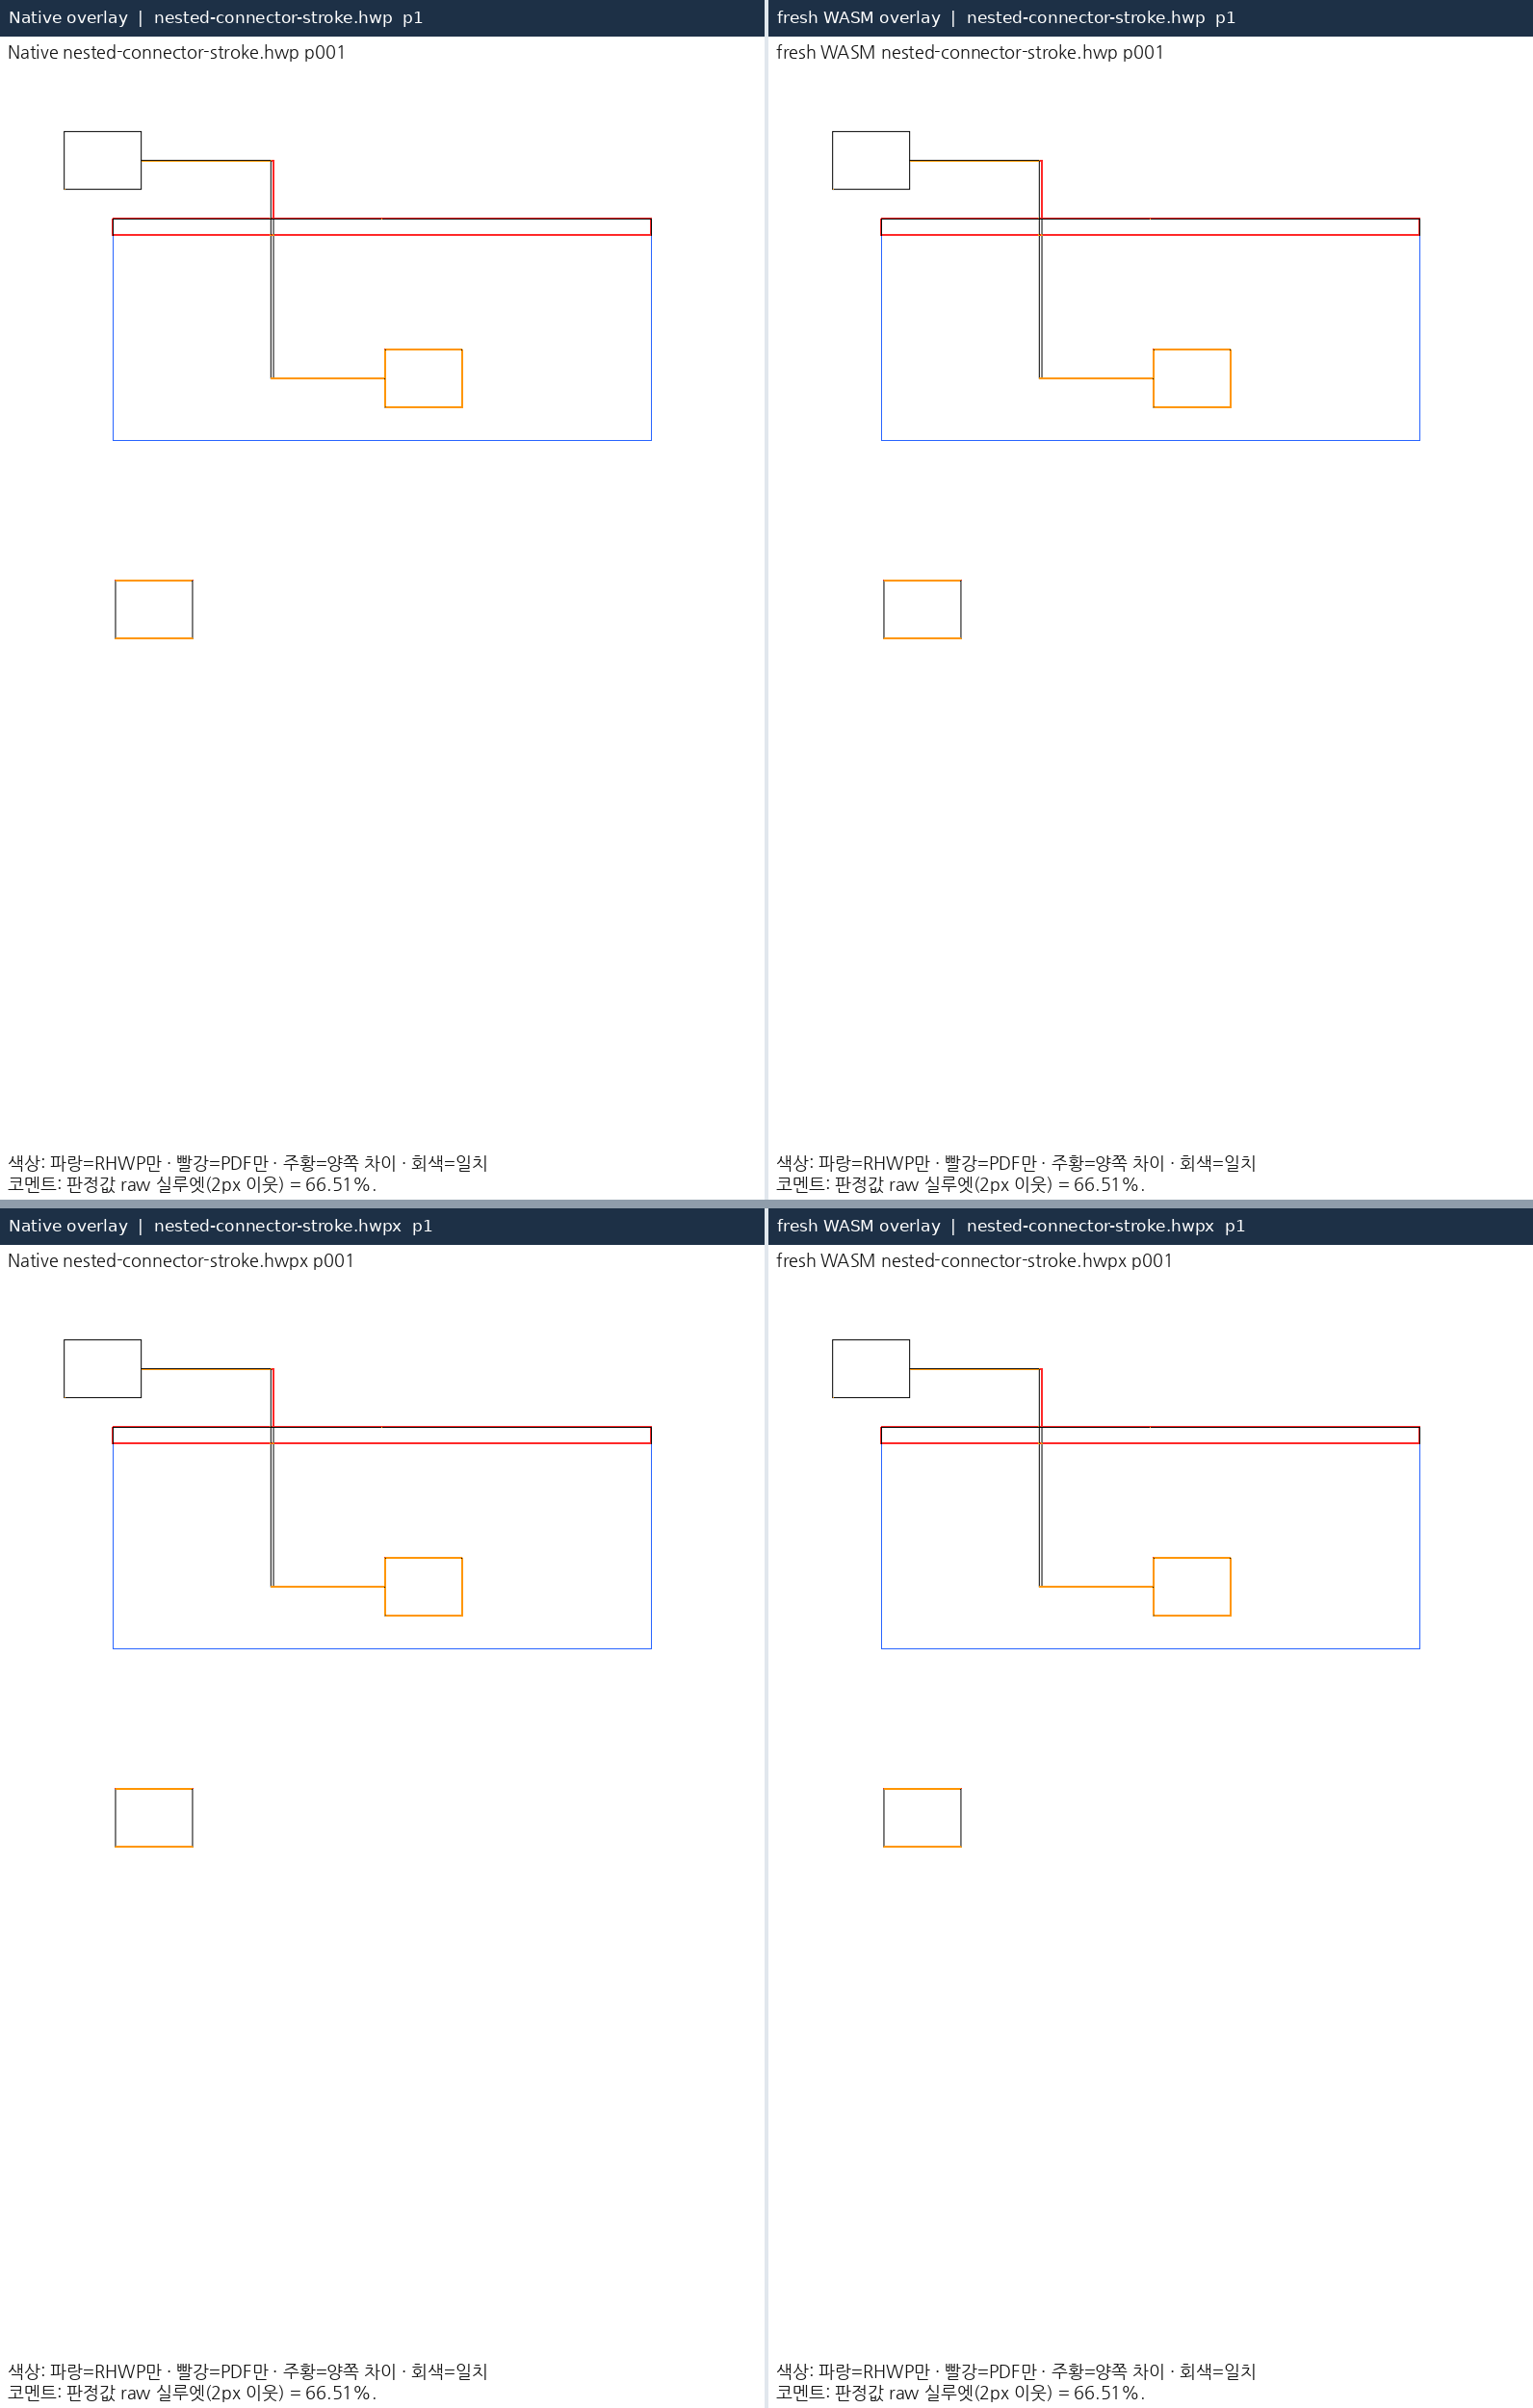 Native overlay | nested-connector-stroke.hwp p1
Native nested-connector-stroke.hwp p001
색상: 파랑=RHWP만 · 빨강=PDF만 · 주황=양쪽 차이 · 회색=일치
코멘트: 판정값 raw 실루엣(2px 이웃) = 66.51%.
fresh WASM overlay | nested-connector-stroke.hwp p1
fresh WASM nested-connector-stroke.hwp p001
색상: 파랑=RHWP만 · 빨강=PDF만 · 주황=양쪽 차이 · 회색=일치
코멘트: 판정값 raw 실루엣(2px 이웃) = 66.51%.
Native overlay | nested-connector-stroke.hwpx p1
Native nested-connector-stroke.hwpx p001
색상: 파랑=RHWP만 · 빨강=PDF만 · 주황=양쪽 차이 · 회색=일치
코멘트: 판정값 raw 실루엣(2px 이웃) = 66.51%.
fresh WASM overlay | nested-connector-stroke.hwpx p1
fresh WASM nested-connector-stroke.hwpx p001
색상: 파랑=RHWP만 · 빨강=PDF만 · 주황=양쪽 차이 · 회색=일치
코멘트: 판정값 raw 실루엣(2px 이웃) = 66.51%.